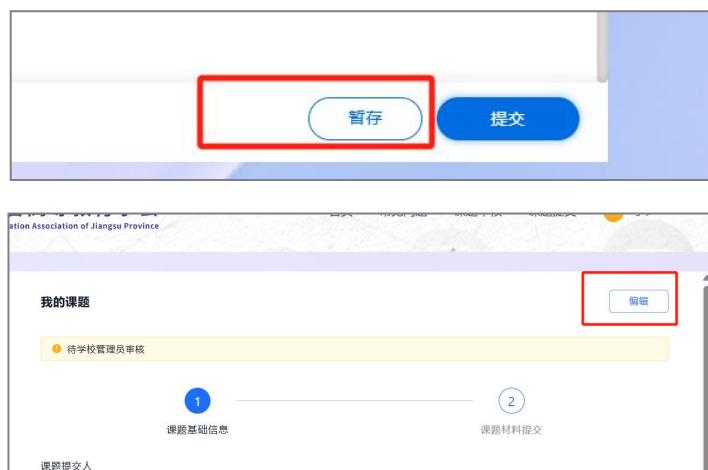 暂存
提交
ation Association of Jiangsu Province
我的课题
编辑
待学校管理员审核
1
2
课题基础信息
课题材料提交
课题提交人